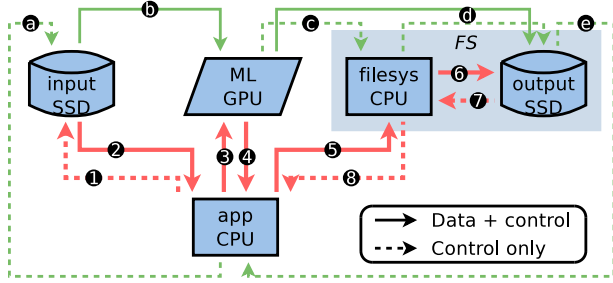 a
b
c
d
e
FS
input
SSD
ML
GPU
filesys
CPU
6
7
output
SSD
2
3
4
5
1
8
app
CPU
Data + control
Control only